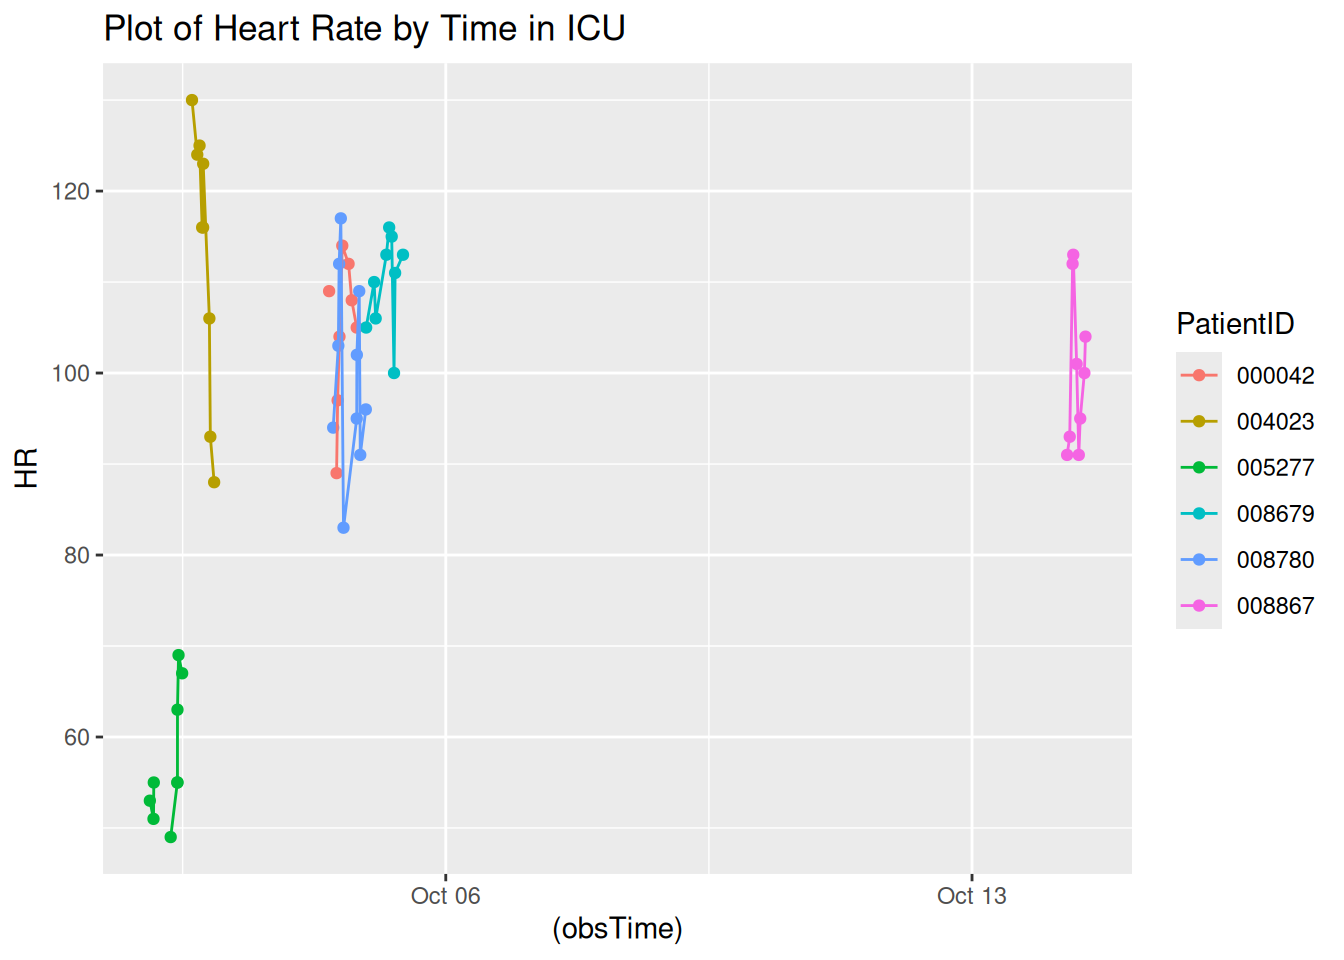 Plot of Heart Rate by Time in ICU
120
100
80
60
HR
Oct 06
Oct 13
(obsTime)
PatientID
000042
004023
005277
008679
008780
008867